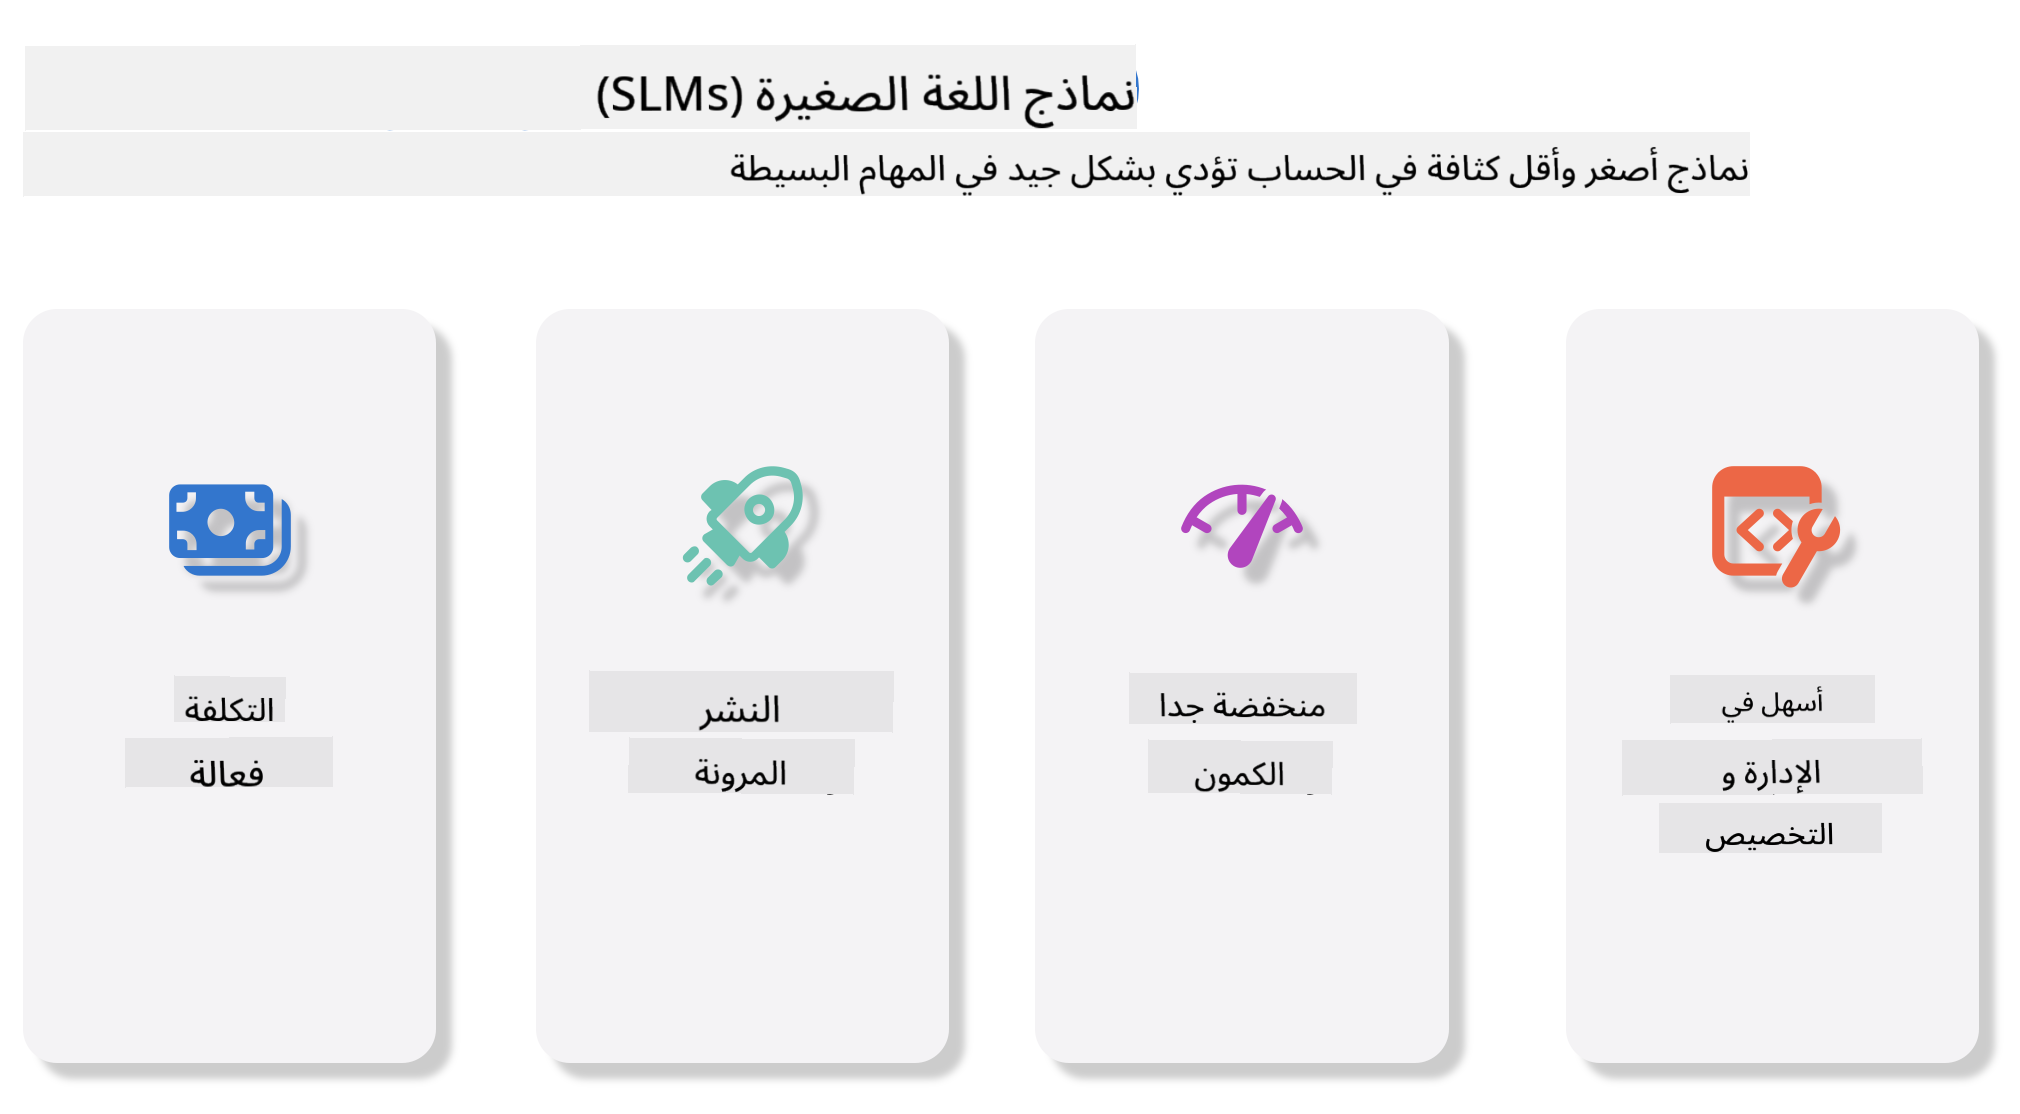 نماذج اللغة الصغيرة (SLMs)
نماذج أصغر وأقل كثافة في الحساب تؤدي بشكل جيد في المهام البسيطة
التكلفة
فعالة
النشر
المرونة
منخفضة جدا
الكمون
أسهل في
الإدارة و
التخصيص